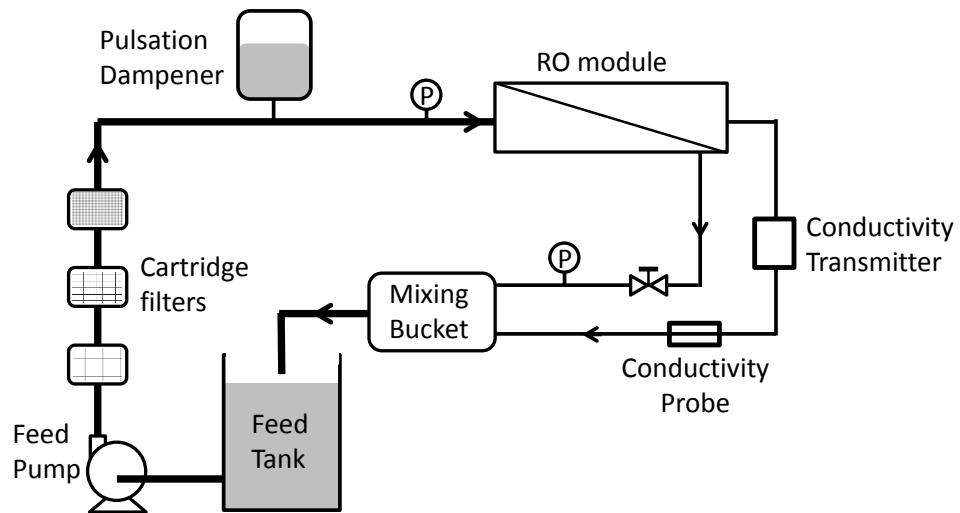 Pulsation
Dampener
P
RO module
Cartridge
filters
P
Conductivity
Transmitter
Mixing
Bucket
Conductivity
Probe
Feed
Pump
Feed
Tank